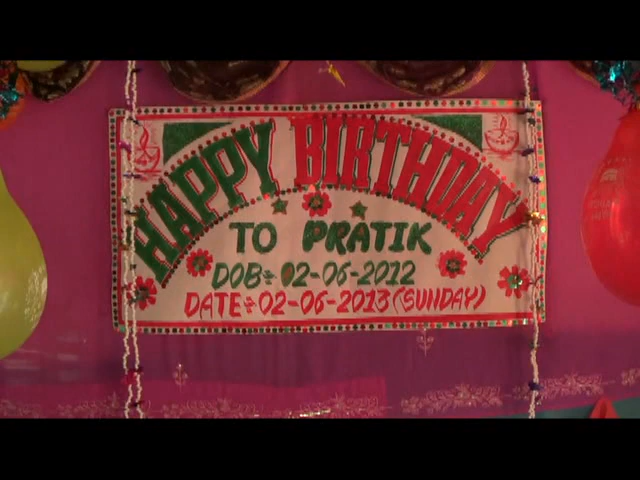 HAPPY BIRTHDAY
TO PRATIK
DOB÷02-06-2012
DATE÷02-06-2013(SUNDAY)